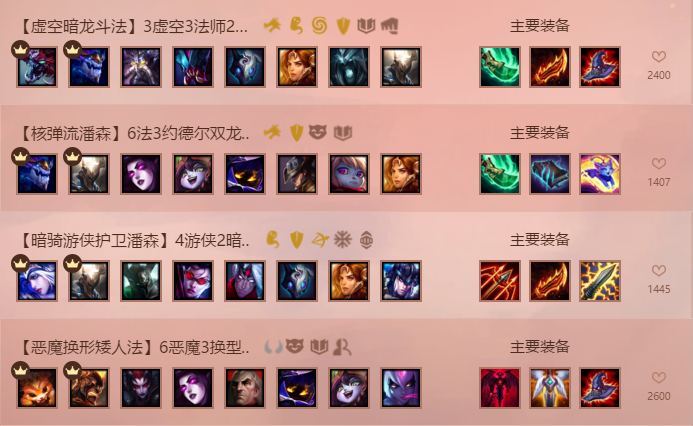 【虚空暗龙斗法】3虚空3法师2...
主要装备
2400
【核弹流潘森】6法3约德尔双龙..
主要装备
1407
【暗骑游侠护卫潘森】4游侠2暗..
主要装备
1445
【恶魔换形矮人法】6恶魔3换型..
主要装备
2600